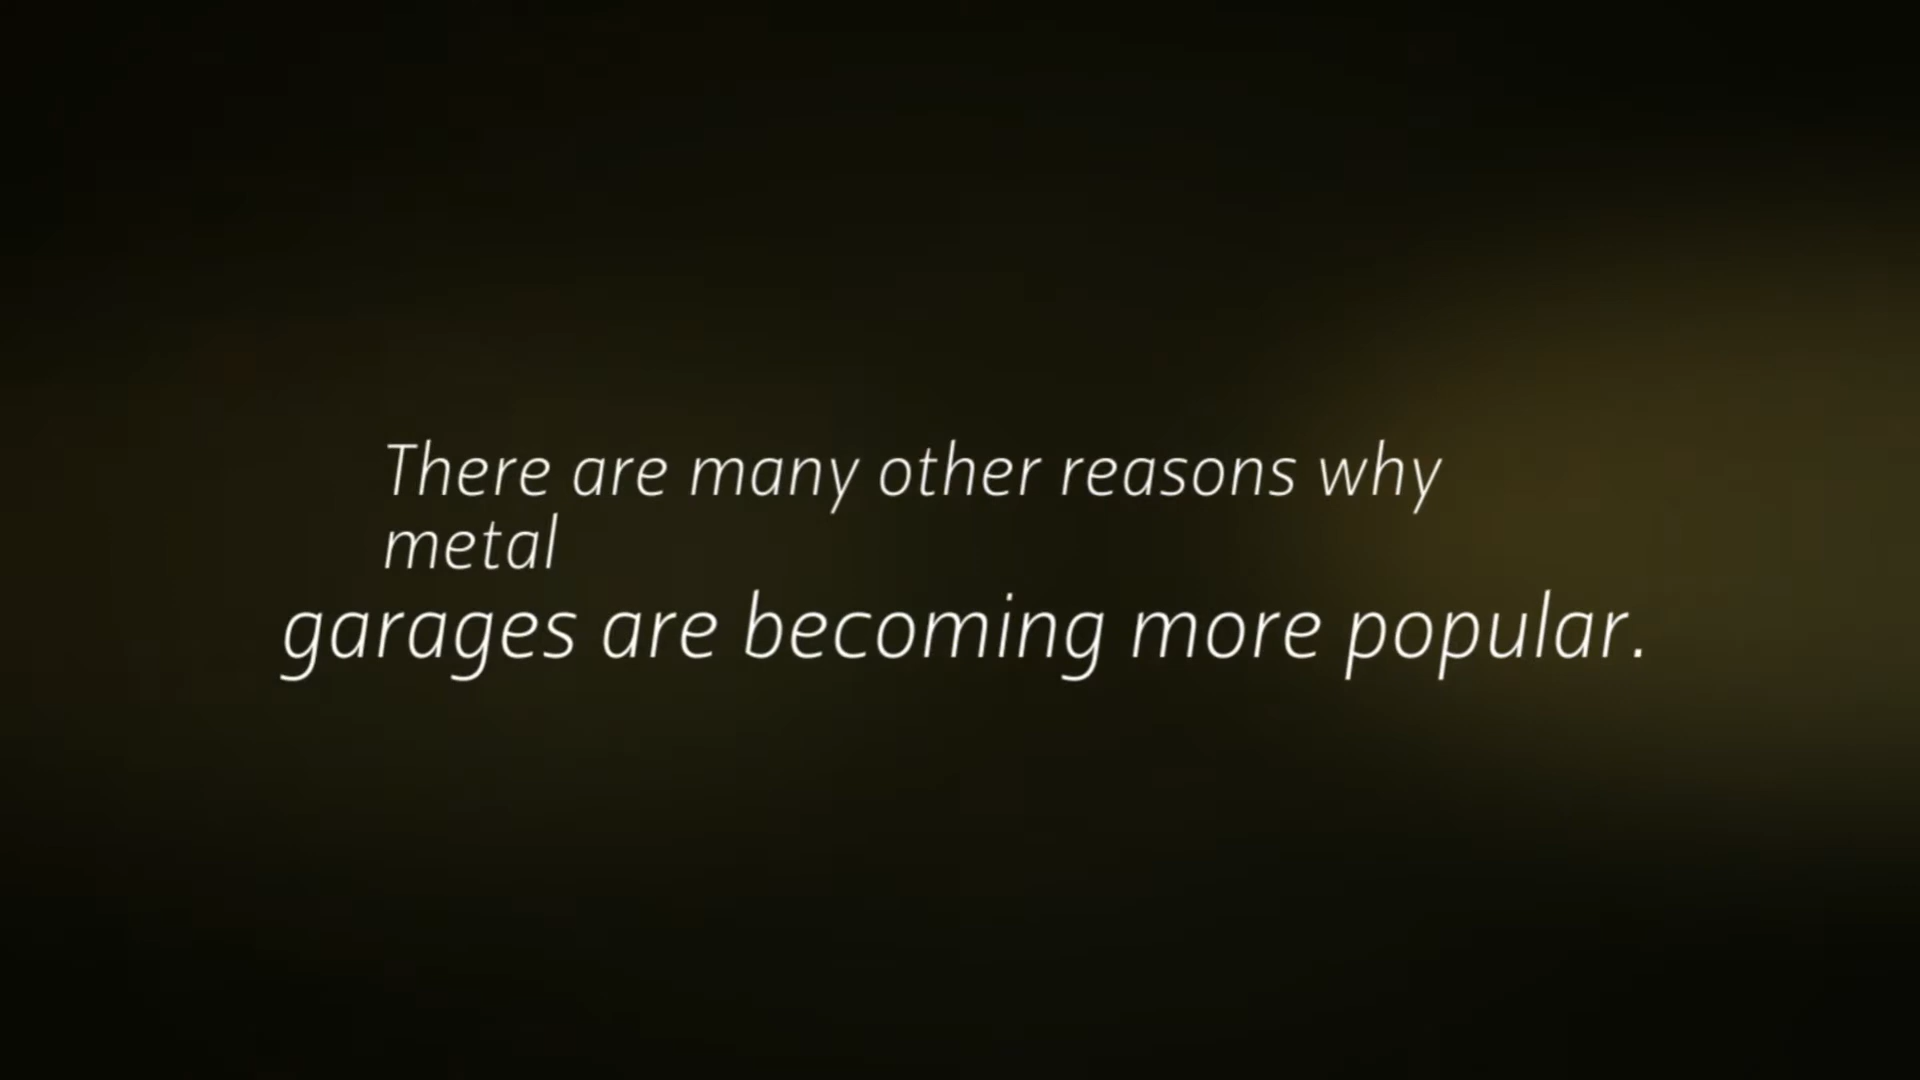 There are many other reasons why
metal
garages are becoming more popular.